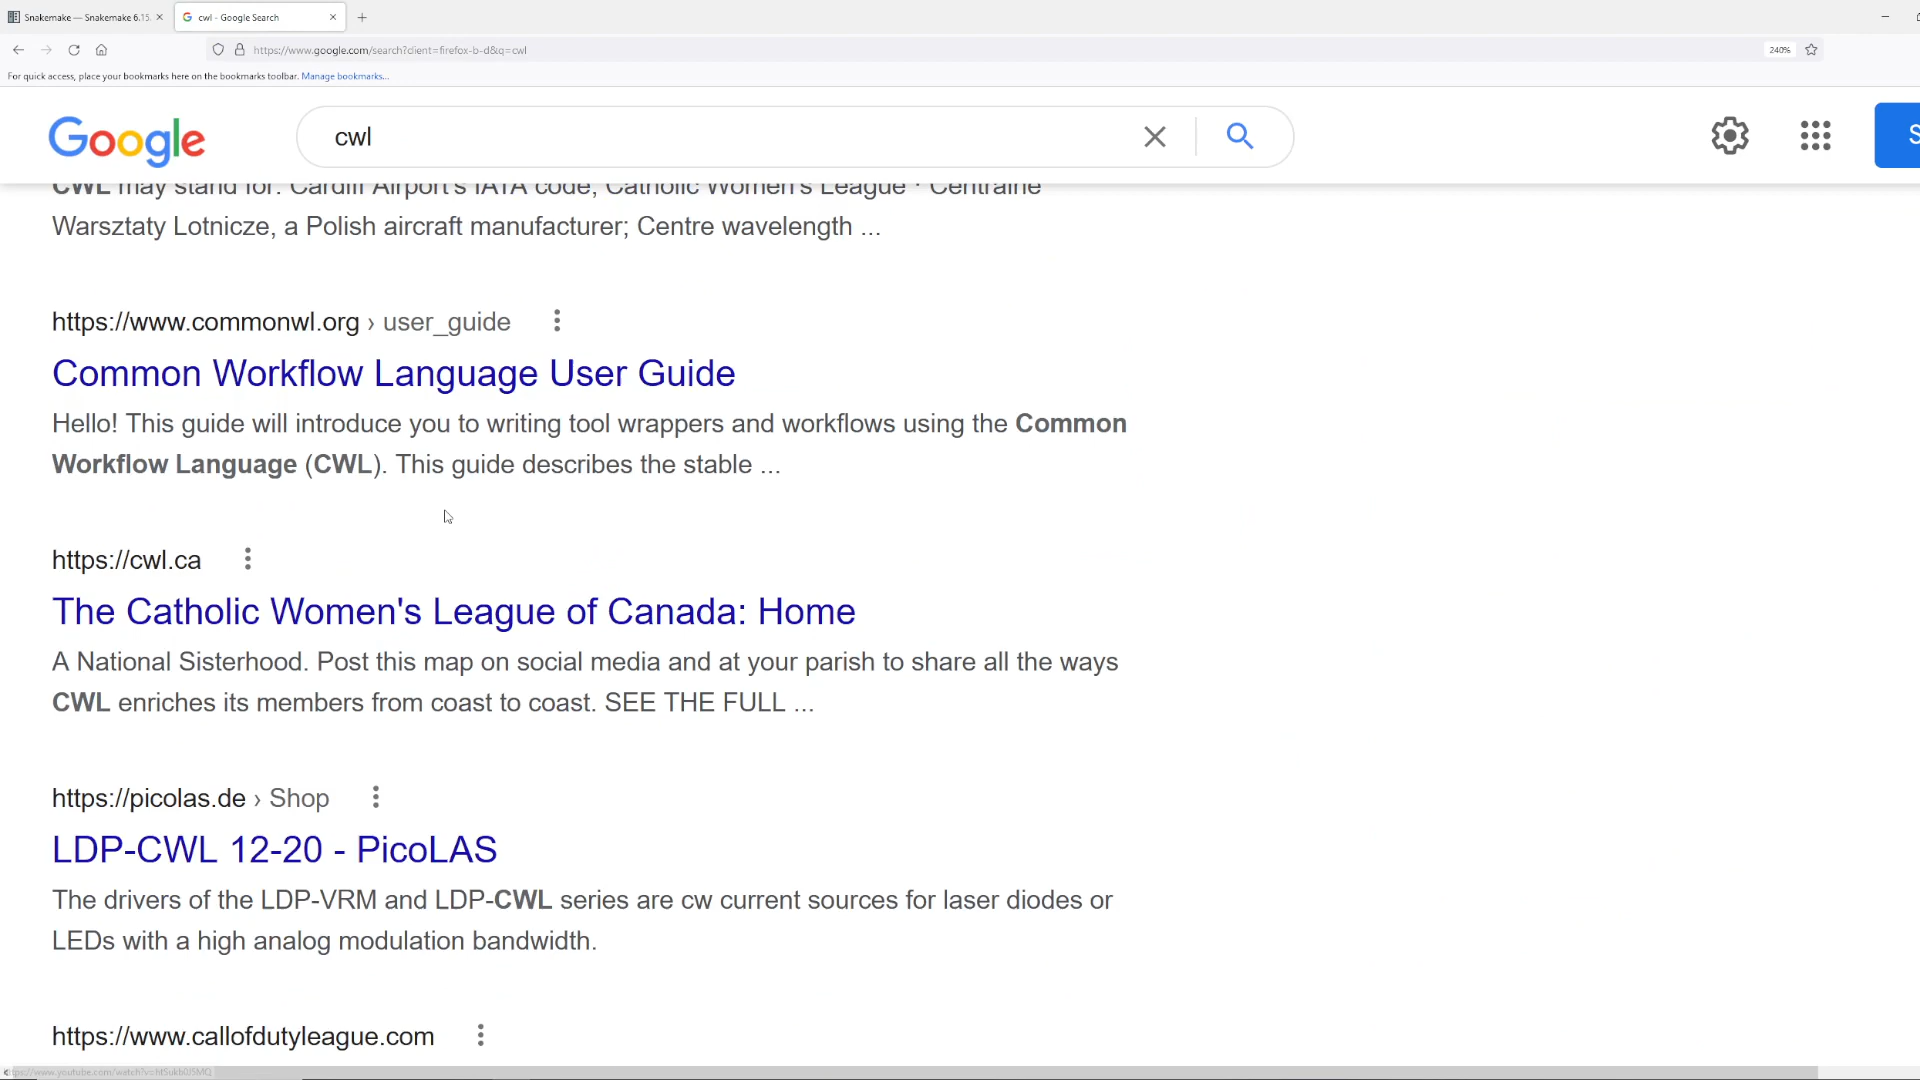 Snakemake — Snakemake 6.15.
cwl - Google Search
https://www.google.com/search?client=firefox-b-d&q=cwl
240%
For quick access, place your bookmarks here on the bookmarks toolbar. Manage bookmarks...
Google
cwl
S
CWL may stand for: Cardiff Airport's IATA code, Catholic Women's League · Centralne
Warsztaty Lotnicze, a Polish aircraft manufacturer; Centre wavelength ...
https://www.commonwl.org › user_guide
Common Workflow Language User Guide
Hello! This guide will introduce you to writing tool wrappers and workflows using the Common
Workflow Language (CWL). This guide describes the stable ...
https://cwl.ca
The Catholic Women's League of Canada: Home
A National Sisterhood. Post this map on social media and at your parish to share all the ways
CWL enriches its members from coast to coast. SEE THE FULL ...
https://picolas.de › Shop
LDP-CWL 12-20 - PicoLAS
The drivers of the LDP-VRM and LDP-CWL series are cw current sources for laser diodes or
LEDs with a high analog modulation bandwidth.
https://www.callofdutyleague.com